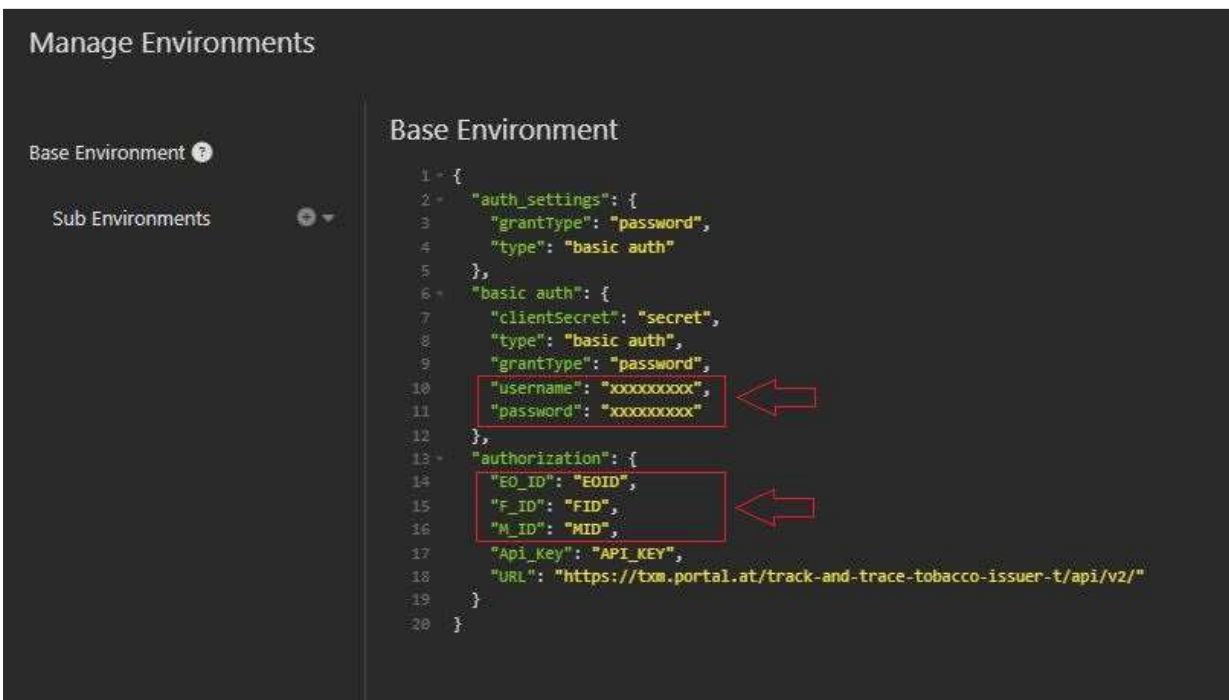 Manage Environments
Base Environment ?
Sub Environments
Base Environment
1 {
2 "auth_settings": {
3 "grantType": "password",
4 "type": "basic auth"
5 },
6 "basic auth": {
7 "clientSecret": "secret",
8 "type": "basic auth",
9 "grantType": "password",
10 "username": "xxxxxxxxx",
11 "password": "xxxxxxxxx"
12 },
13 "authorization": {
14 "EO_ID": "EOID",
15 "F_ID": "FID",
16 "M_ID": "MID",
17 "Api_Key": "API_KEY",
18 "URL": "https://txm.portal.at/track-and-trace-tobacco-issuer-t/api/v2/"
19 }
20 }